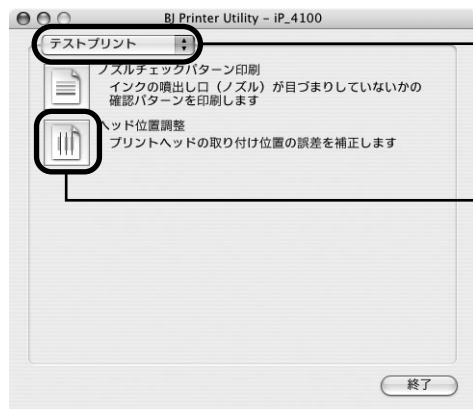 BJ Printer Utility – iP_4100
テストプリント
ノズルチェックパターン印刷
インクの噴出し口（ノズル）が目づまりしていないかの
確認パターンを印刷します
ヘッド位置調整
プリントヘッドの取り付け位置の誤差を補正します
終了